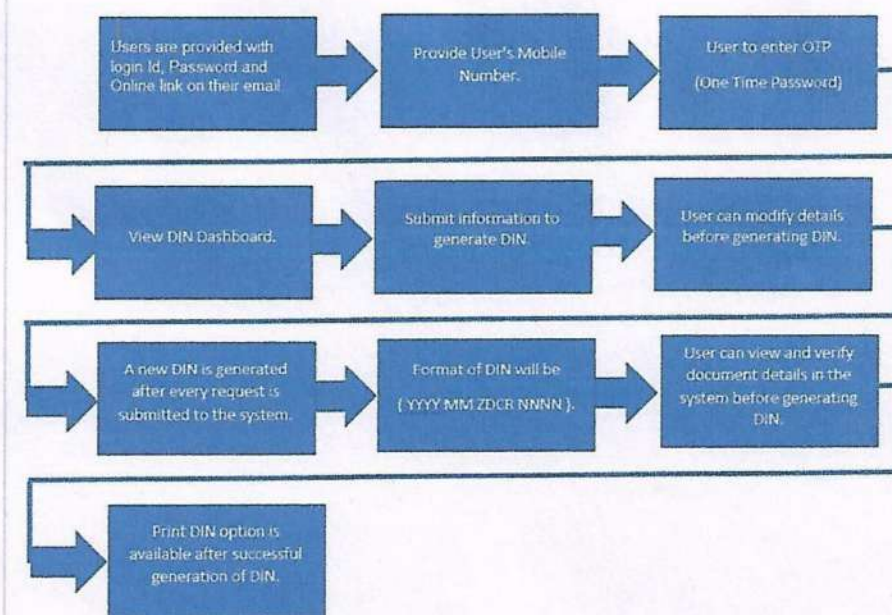 Users are provided with
login Id, Password and
Online link on their email
Provide User's Mobile
Number.
User to enter OTP
(One Time Password)
View DIN Dashboard.
Submit information to
generate DIN.
User can modify details
before generating DIN.
A new DIN is generated
after every request is
submitted to the system.
Format of DIN will be
{ YYYY MM ZDCR NNNN }.
User can view and verify
document details in the
system before generating
DIN.
Print DIN option is
available after successful
generation of DIN.